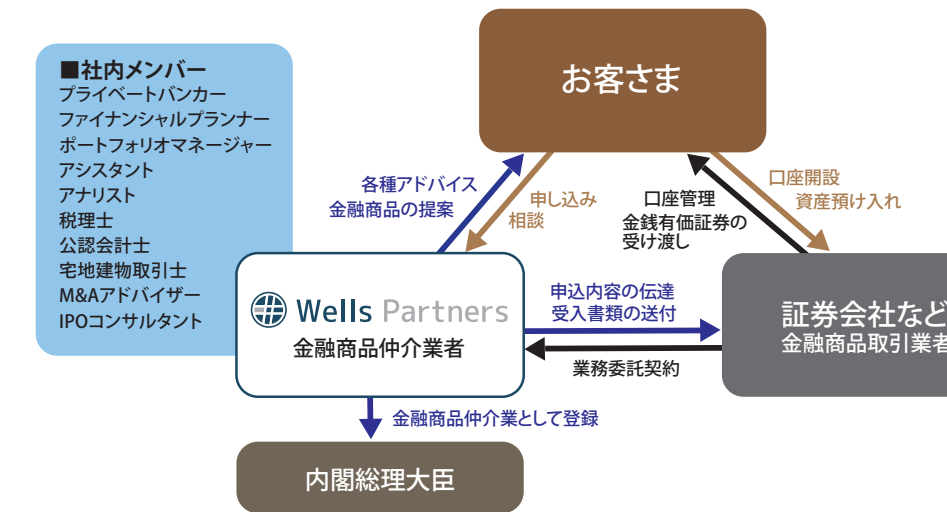 ■社内メンバー
プライベートバンカー
ファイナンシャルプランナー
ポートフォリオマネージャー
アシスタント
アナリスト
税理士
公認会計士
宅地建物取引士
M&Aアドバイザー
IPOコンサルタント
お客さま
各種アドバイス
金融商品の提案
申し込み
相談
口座管理
金銭有価証券の
受け渡し
口座開設
資産預け入れ
Wells Partners
金融商品仲介業者
申込内容の伝達
受入書類の送付
業務委託契約
証券会社など
金融商品取引業者
金融商品仲介業として登録
内閣総理大臣